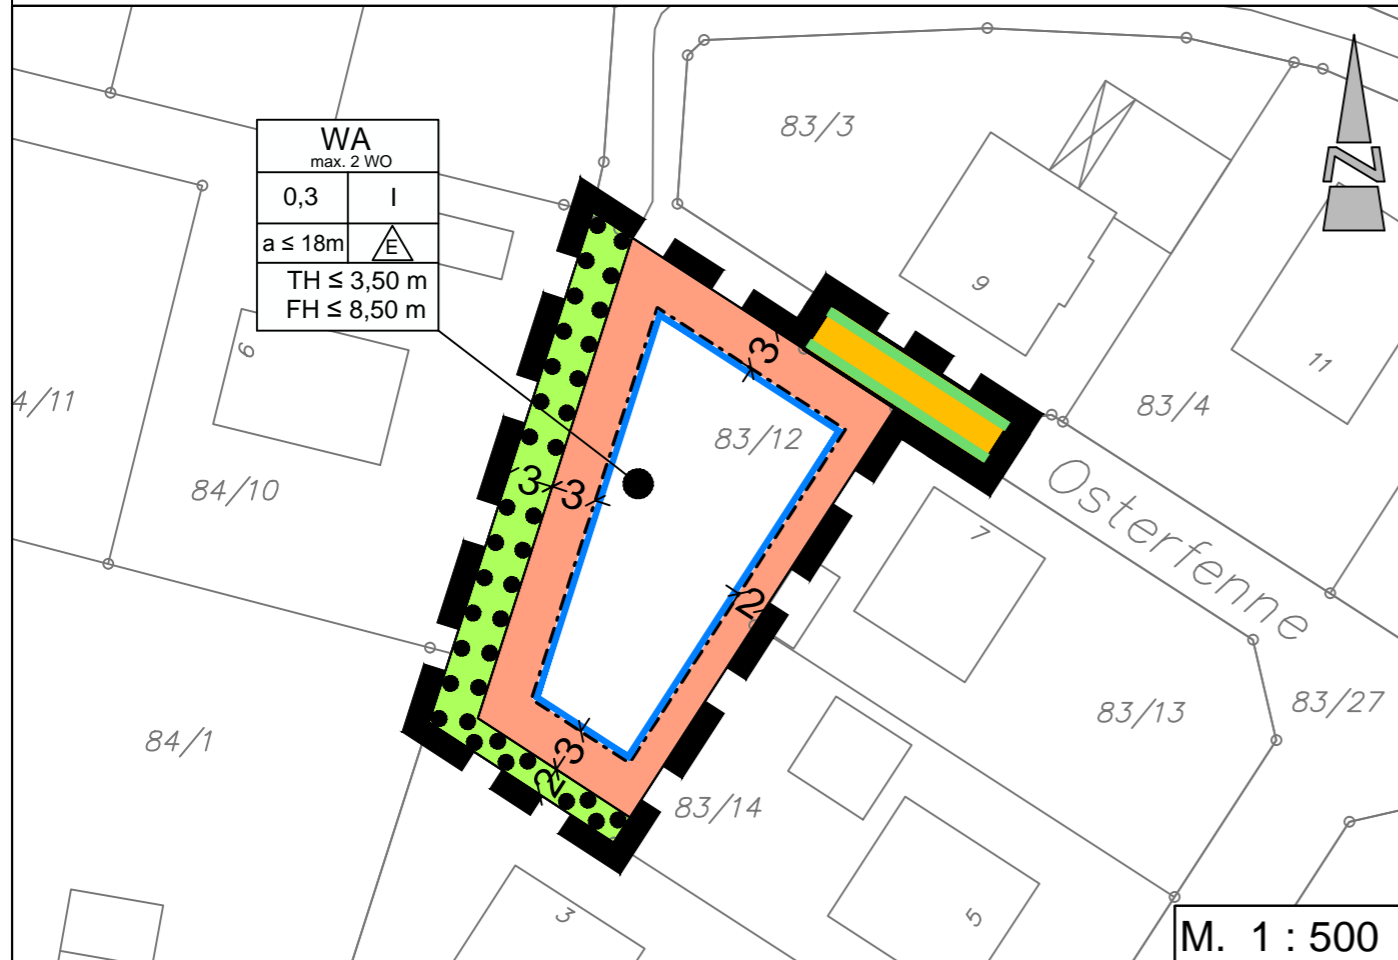 WA
max. 2 WO
0,3 I
a ≤ 18m E
TH ≤ 3,50 m
FH ≤ 8,50 m
83/3
N
9
11
83/4
6
4/11
84/10
83/12
3
3
3
2
Osterfenne
7
83/13
83/27
84/1
3
2
83/14
3
5
M. 1 : 500